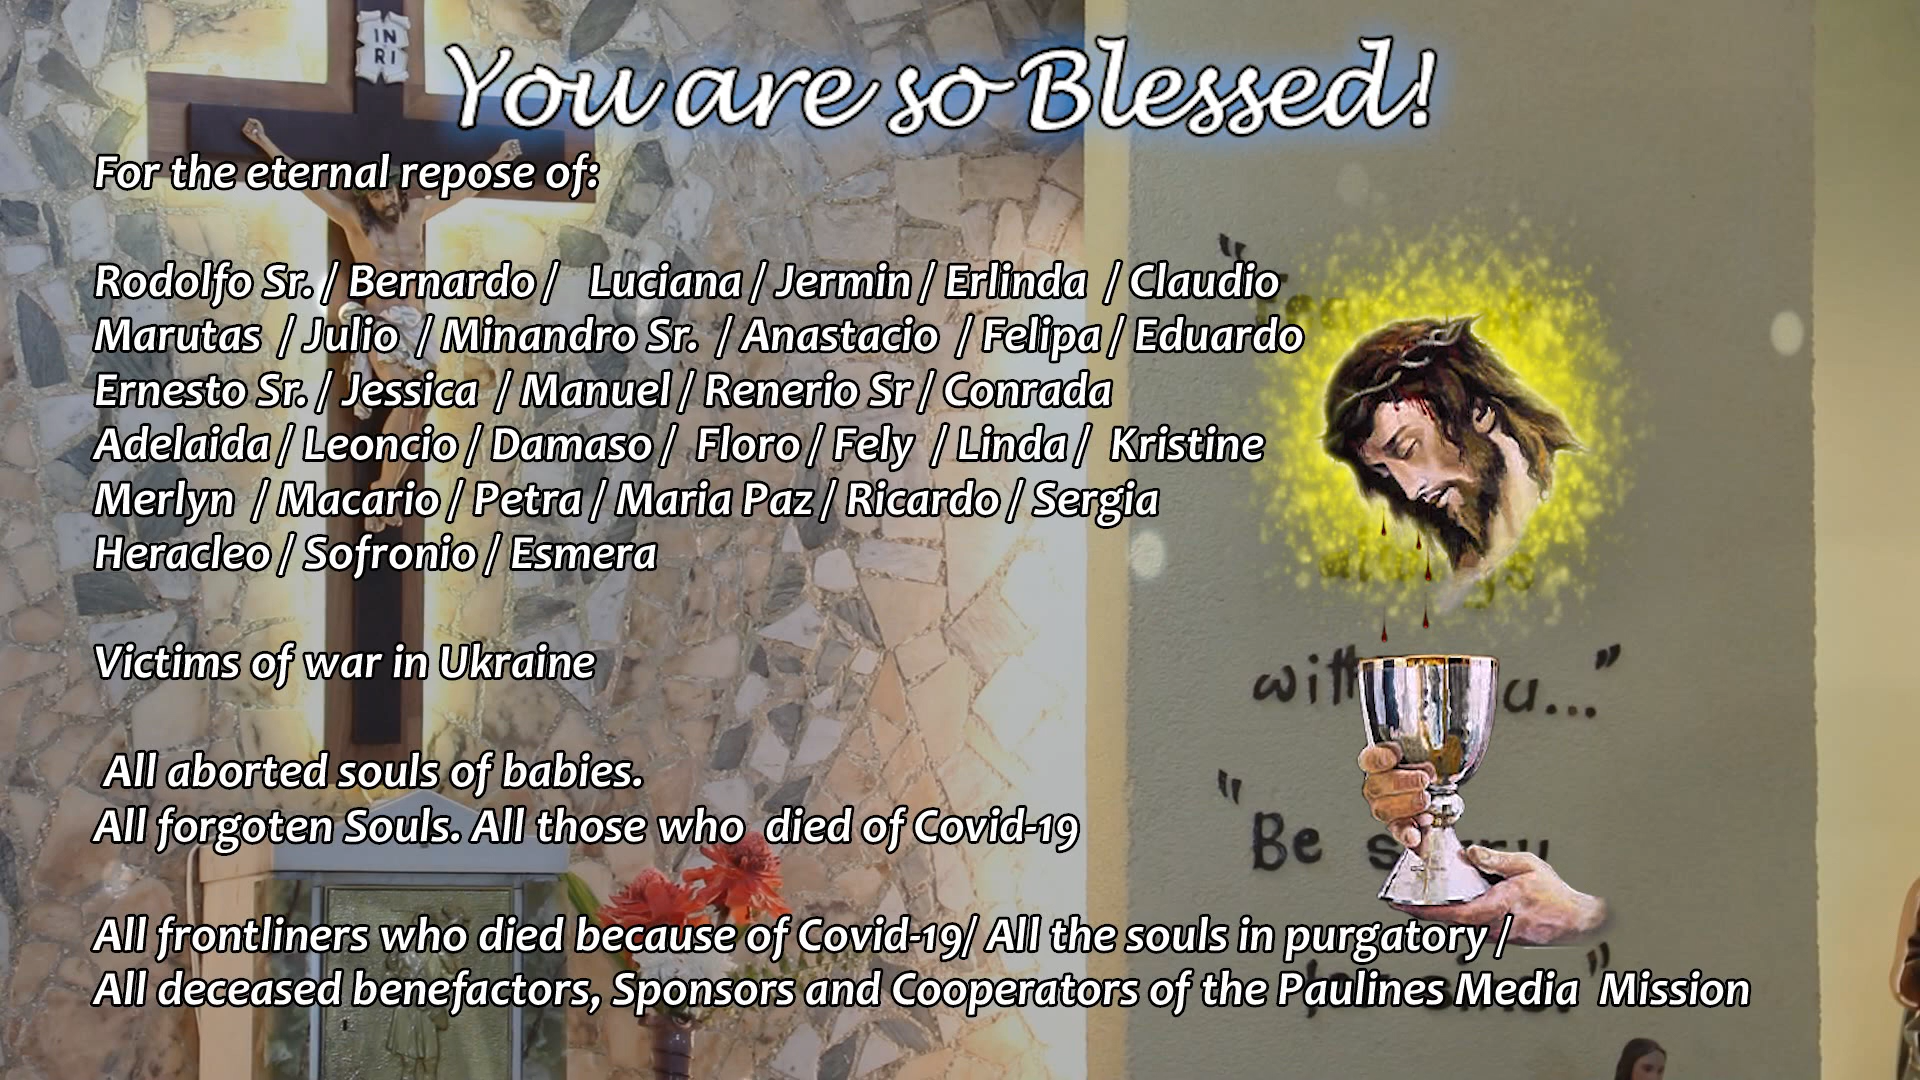 IN
RI
You are so Blessed!
For the eternal repose of:
Rodolfo Sr. / Bernardo / Luciana / Jermin / Erlinda / Claudio
Marutas / Julio / Minandro Sr. / Anastacio / Felipa / Eduardo
Ernesto Sr. / Jessica / Manuel / Renerio Sr / Conrada
Adelaida / Leoncio / Damaso / Floro / Fely / Linda / Kristine
Merlyn / Macario / Petra / Maria Paz / Ricardo / Sergia
Heracleo / Sofronio / Esmera
Victims of war in Ukraine
All aborted souls of babies.
All forgoten Souls. All those who died of Covid-19
All frontliners who died because of Covid-19/ All the souls in purgatory /
All deceased benefactors, Sponsors and Cooperators of the Paulines Media Mission
"
u..."
"Be